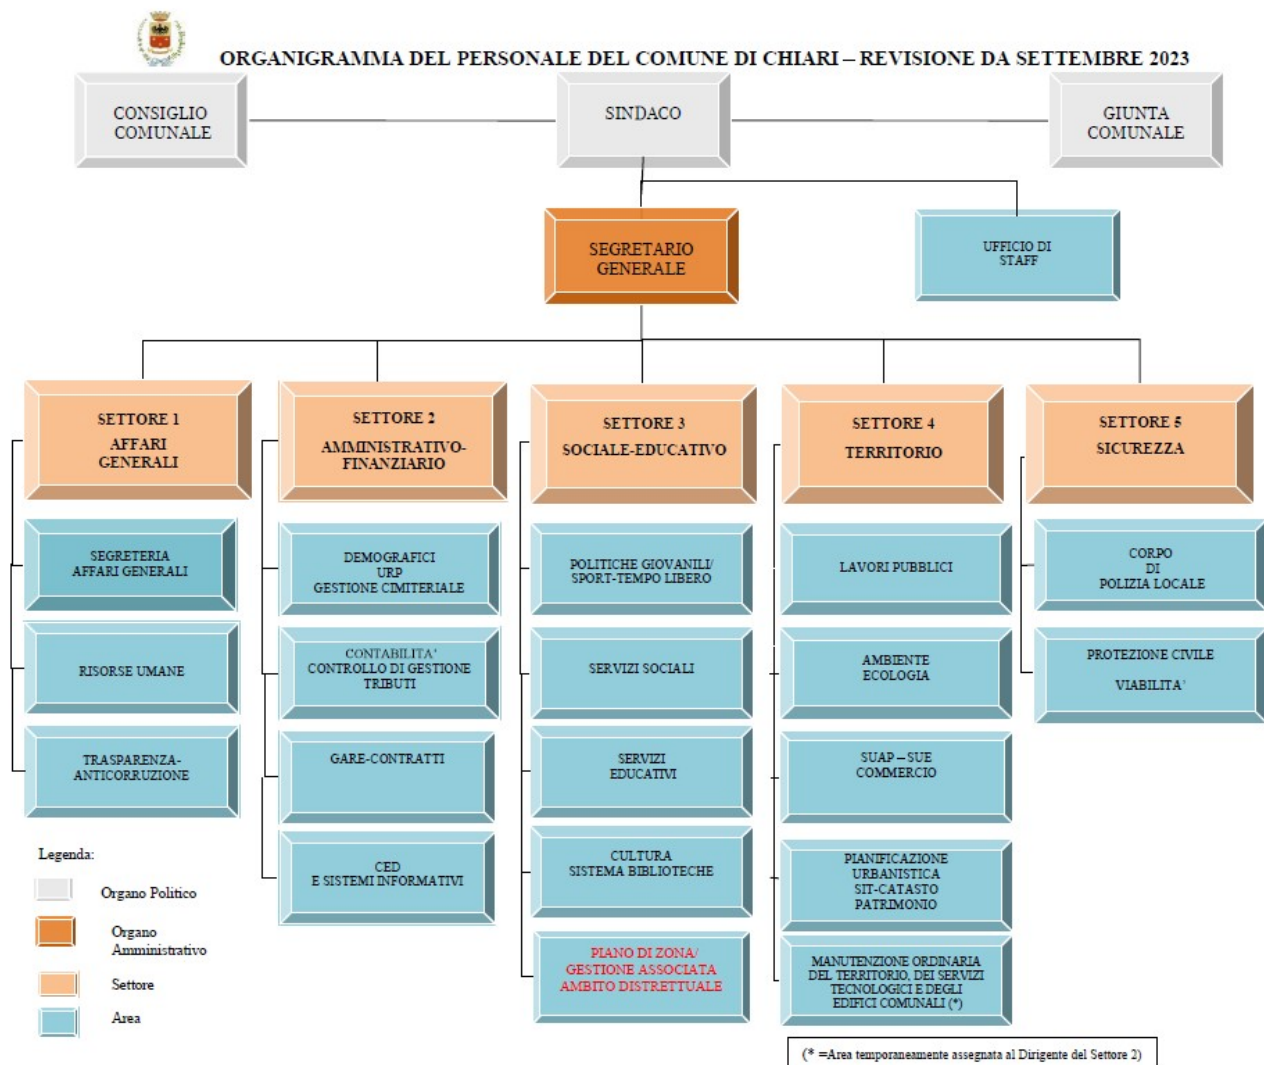 ORGANIGRAMMA DEL PERSONALE DEL COMUNE DI CHIARI – REVISIONE DA SETTEMBRE 2023
CONSIGLIO
COMUNALE
SINDACO
GIUNTA
COMUNALE
SEGRETARIO
GENERALE
UFFICIO DI
STAFF
SETTORE 1
AFFARI
GENERALI
SETTORE 2
AMMINISTRATIVO-
FINANZIARIO
SETTORE 3
SOCIALE-EDUCATIVO
SETTORE 4
TERRITORIO
SETTORE 5
SICUREZZA
SEGRETERIA
AFFARI GENERALI
RISORSE UMANE
TRASPARENZA-
ANTICORRUZIONE
DEMOGRAFICI
URP
GESTIONE CIMITERIALE
CONTABILITA'
CONTROLLO DI GESTIONE
TRIBUTI
GARE-CONTRATTI
CED
E SISTEMI INFORMATIVI
POLITICHE GIOVANILI/
SPORT-TEMPO LIBERO
SERVIZI SOCIALI
SERVIZI
EDUCATIVI
CULTURA
SISTEMA BIBLIOTECHE
PIANO DI ZONA/
GESTIONE ASSOCIATA
AMBITO DISTRETTUALE
LAVORI PUBBLICI
AMBIENTE
ECOLOGIA
SUAP – SUE
COMMERCIO
PIANIFICAZIONE
URBANISTICA
SIT-CATASTO
PATRIMONIO
MANUTENZIONE ORDINARIA
DEL TERRITORIO, DEI SERVIZI
TECNOLOGICI E DEGLI
EDIFICI COMUNALI (*)
CORPO
DI
POLIZIA LOCALE
PROTEZIONE CIVILE
VIABILITA'
Legenda:
Organo Politico
Organo
Amministrativo
Settore
Area
(* =Area temporaneamente assegnata al Dirigente del Settore 2)